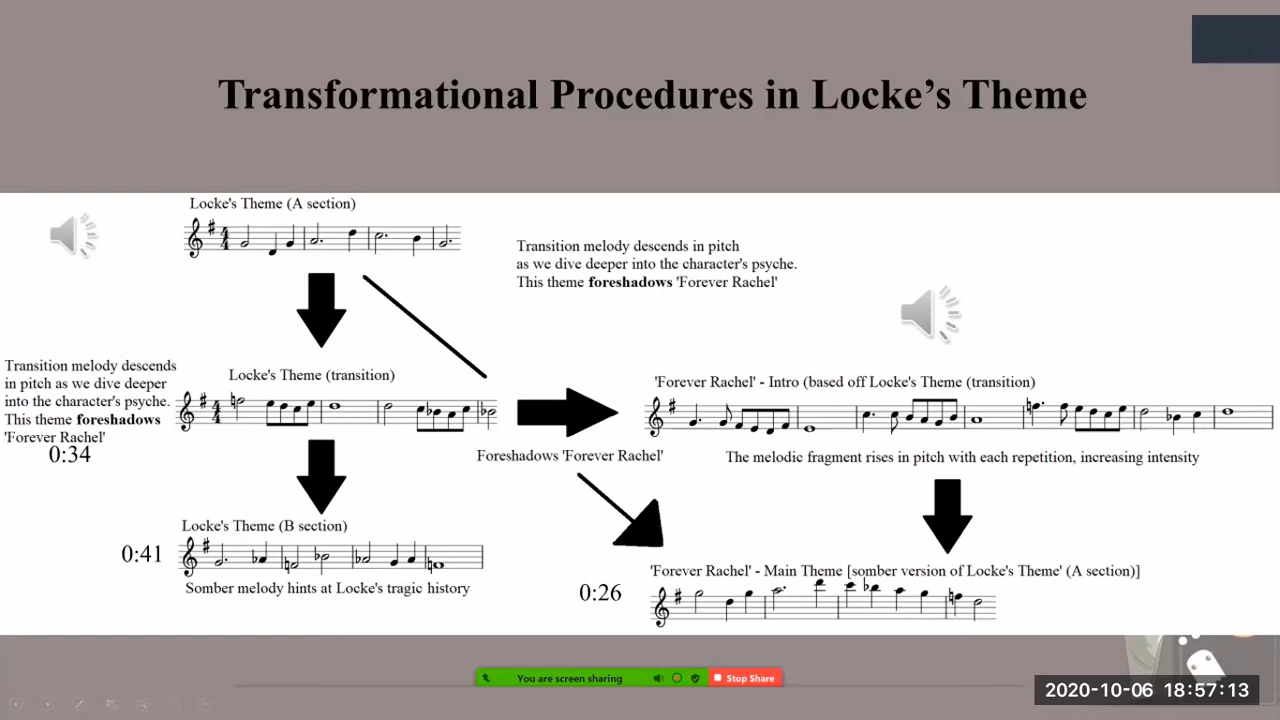 Transformational Procedures in Locke's Theme
Locke's Theme (A section)
Transition melody descends in pitch
as we dive deeper into the character's psyche.
This theme foreshadows 'Forever Rachel'
Transition melody descends
in pitch as we dive deeper
into the character's psyche.
This theme foreshadows
'Forever Rachel'
0:34
Locke's Theme (transition)
'Forever Rachel' - Intro (based off Locke's Theme (transition)
Foreshadows 'Forever Rachel'
The melodic fragment rises in pitch with each repetition, increasing intensity
Locke's Theme (B section)
0:41
Somber melody hints at Locke's tragic history
'Forever Rachel' - Main Theme [somber version of Locke's Theme' (A section)]
0:26
You are screen sharing
Stop Share
2020-10-06 18:57:13